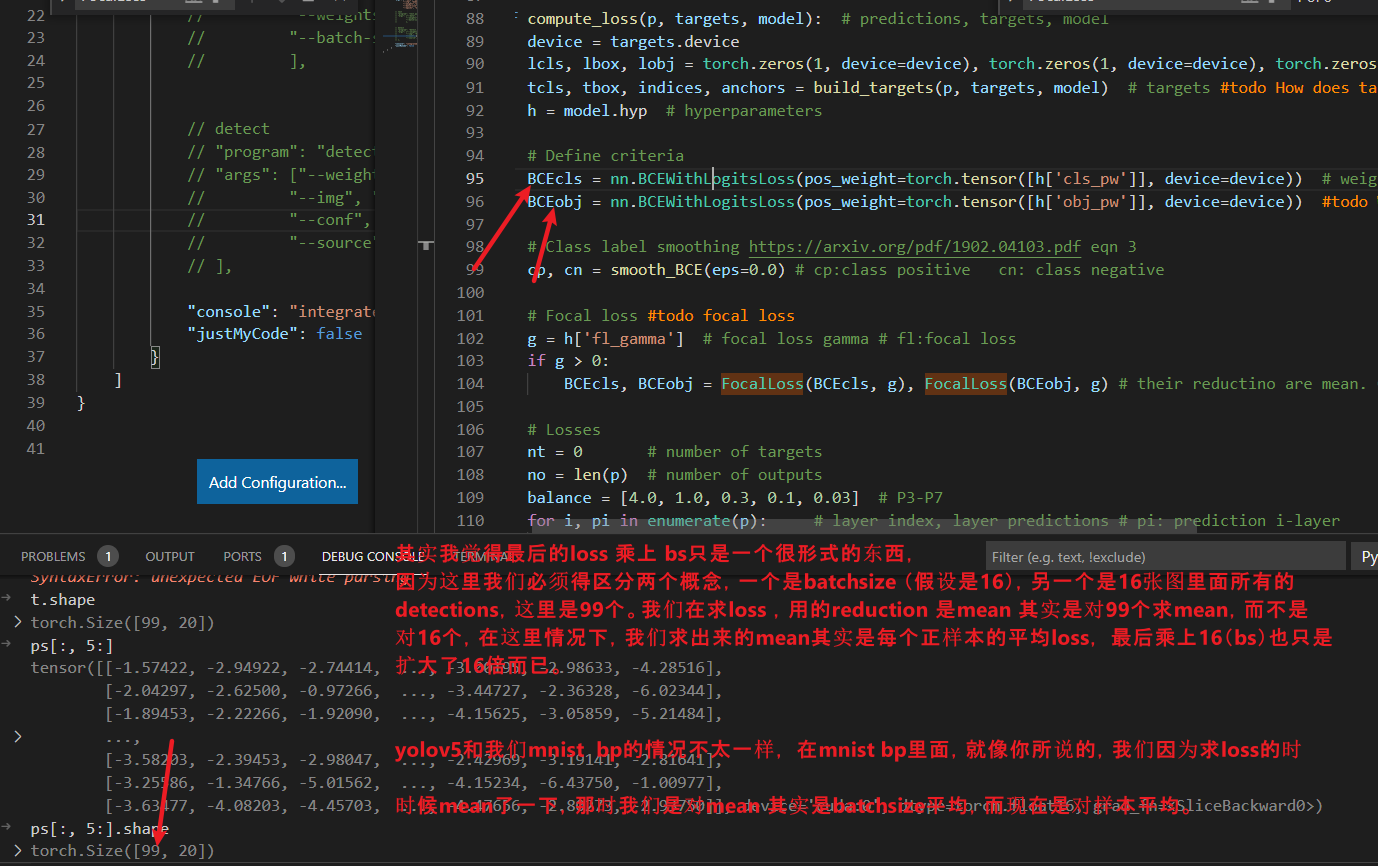 22 // "--weights
23 // "--batch-s
24 // ],
25
26
27 // detect
28 // "program": "detect
29 // "args": ["--weight
30 // "--img", "
31 // "--conf",
32 // "--source"
33 // ],
34
35 "console": "integrate
36 "justMyCode": false
37 }
38 ]
39 }
40
41
Add Configuration...
88 compute_loss(p, targets, model): # predictions, targets, model
89 device = targets.device
90 lcls, lbox, lobj = torch.zeros(1, device=device), torch.zeros(1, device=device), torch.zeros
91 tcls, tbox, indices, anchors = build_targets(p, targets, model) # targets #todo How does ta
92 h = model.hyp # hyperparameters
93
94 # Define criteria
95 BCEcls = nn.BCEWithLogitsLoss(pos_weight=torch.tensor([h['cls_pw']], device=device)) # weig
96 BCEobj = nn.BCEWithLogitsLoss(pos_weight=torch.tensor([h['obj_pw']], device=device)) #todo
97
98 # Class label smoothing https://arxiv.org/pdf/1902.04103.pdf eqn 3
99 cp, cn = smooth_BCE(eps=0.0) # cp:class positive cn: class negative
100
101 # Focal loss #todo focal loss
102 g = h['fl_gamma'] # focal loss gamma # fl:focal loss
103 if g > 0:
104 BCEcls, BCEobj = FocalLoss(BCEcls, g), FocalLoss(BCEobj, g) # their reductino are mean.
105
106 # Losses
107 nt = 0 # number of targets
108 no = len(p) # number of outputs
109 balance = [4.0, 1.0, 0.3, 0.1, 0.03] # P3-P7
110 for i, pi in enumerate(p): # layer index, layer predictions # pi: prediction i-layer
PROBLEMS 1 OUTPUT PORTS 1 DEBUG CONSOLE TERMINAL
Filter (e.g. text, !exclude)
Py
SyntaxError: unexpected EOF while parsing
t.shape
torch.Size([99, 20])
ps[:, 5:]
tensor([[-1.57422, -2.94922, -2.74414, ..., -2.98633, -4.28516],
[-2.04297, -2.62500, -0.97266, ..., -3.44727, -2.36328, -6.02344],
[-1.89453, -2.22266, -1.92090, ..., -4.15625, -3.05859, -5.21484],
...,
[-3.58203, -2.39453, -2.98047, ..., -2.42969, -3.19141, -2.81641],
[-3.25586, -1.34766, -5.01562, ..., -4.15234, -6.43750, -1.00977],
[-3.63477, -4.08203, -4.45703, dtype=torch.float16, grad_fn=<SliceBackward0>)
ps[:, 5:].shape
torch.Size([99, 20])
其实我觉得最后的loss 乘上 bs只是一个很形式的东西,
因为这里我们必须得区分两个概念, 一个是batchsize (假设是16), 另一个是16张图里面所有的
detections, 这里是99个。我们在求loss , 用的reduction 是mean 其实是对99个求mean, 而不是
对16个, 在这里情况下, 我们求出来的mean其实是每个正样本的平均loss, 最后乘上16(bs)也只是
扩大了16倍而已。
yolov5和我们mnist bp的情况不太一样, 在mnist bp里面, 就像你所说的, 我们因为求loss的时
时候mean了一下, 那时我们是对mean 其实是batchsize平均, 而现在是对样本平均。